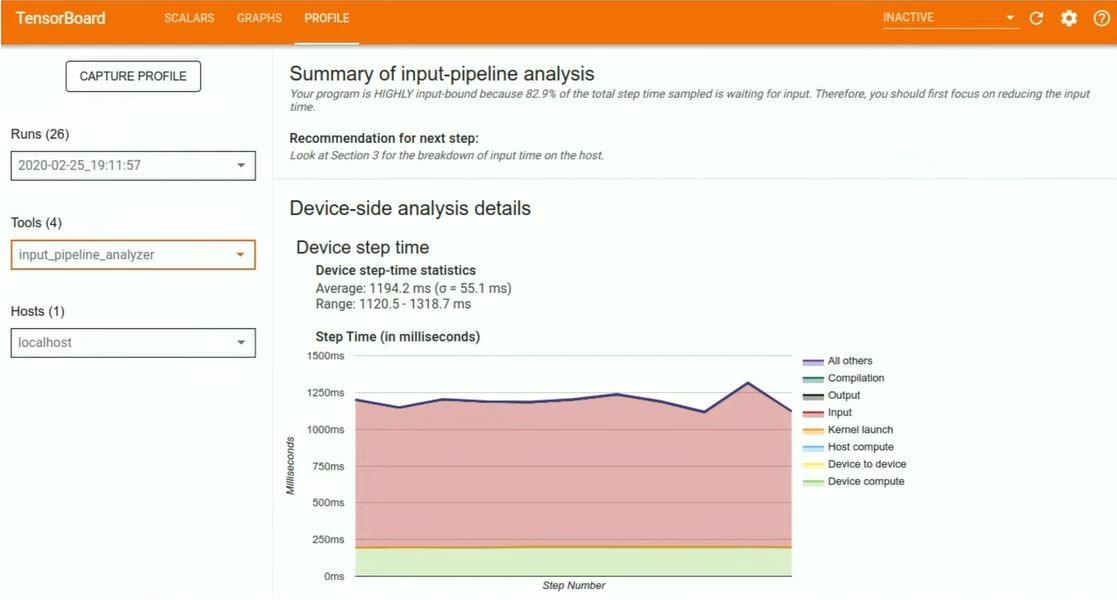 TensorBoard
SCALARS
GRAPHS
PROFILE
INACTIVE
CAPTURE PROFILE
Runs (26)
2020-02-25_19:11:57
Tools (4)
input_pipeline_analyzer
Hosts (1)
localhost
Summary of input-pipeline analysis
Your program is HIGHLY input-bound because 82.9% of the total step time sampled is waiting for input. Therefore, you should first focus on reducing the input
time.
Recommendation for next step:
Look at Section 3 for the breakdown of input time on the host.
Device-side analysis details
Device step time
Device step-time statistics
Average: 1194.2 ms (σ = 55.1 ms)
Range: 1120.5 - 1318.7 ms
Step Time (in milliseconds)
1500ms
1250ms
1000ms
750ms
500ms
250ms
0ms
Milliseconds
Step Number
All others
Compilation
Output
Input
Kernel launch
Host compute
Device to device
Device compute